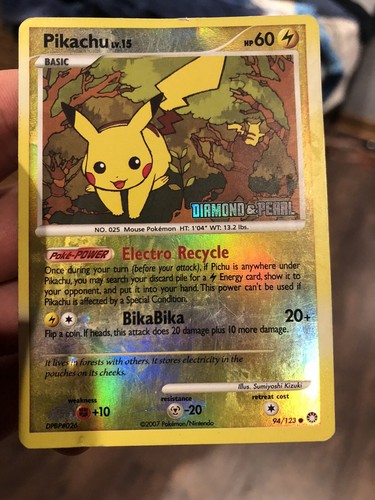 Pikachu LV.15 HP 60
BASIC
DIAMOND & PEARL
NO. 025 Mouse Pokémon HT: 1'04" WT: 13.2 lbs.
Poké-POWER Electro Recycle
Once during your turn (before your attack), if Pichu is anywhere under
Pikachu, you may search your discard pile for a Energy card, show it to
your opponent, and put it into your hand. This power can't be used if
Pikachu is affected by a Special Condition.
BikaBika 20+
Flip a coin. If heads, this attack does 20 damage plus 10 more damage.
It lives in forests with others. It stores electricity in the
pouches on its cheeks.
Illus. Sumiyoshi Kizuki
weakness resistance retreat cost
+10 -20
DPBP#026 ©2007 Pokémon/Nintendo 94/123